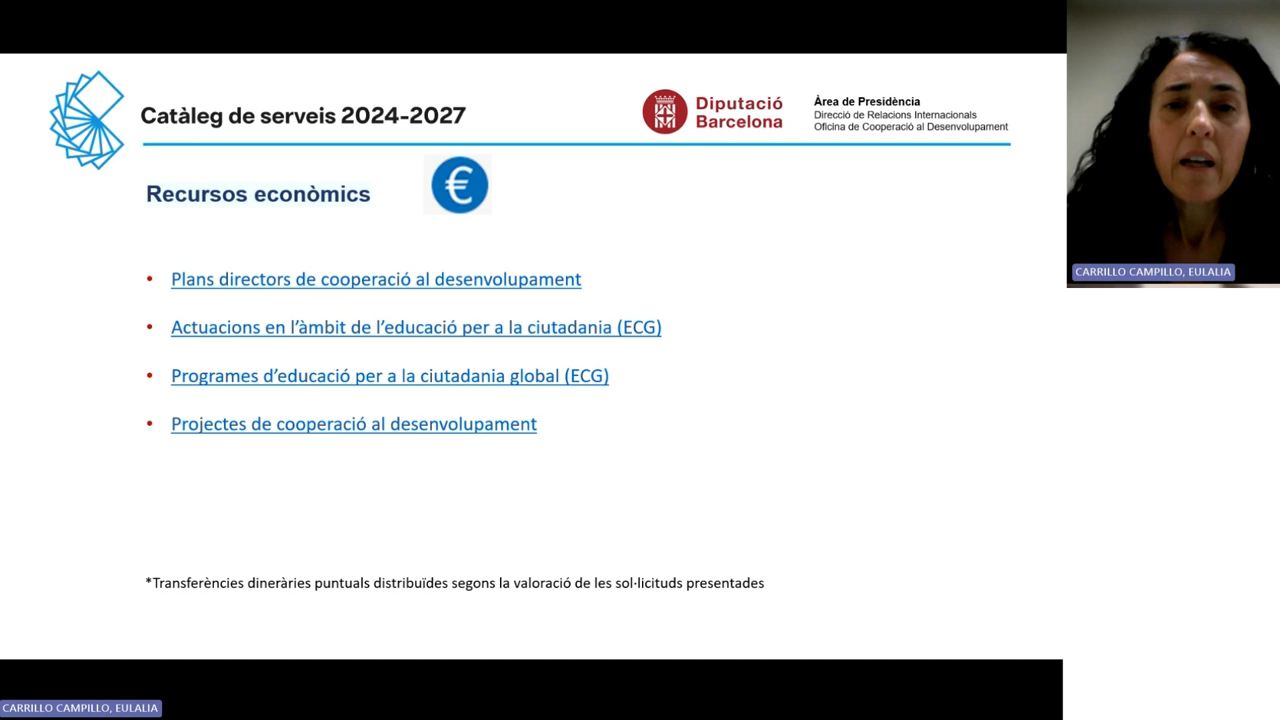 Catàleg de serveis 2024-2027
Diputació
Barcelona
Àrea de Presidència
Direcció de Relacions Internacionals
Oficina de Cooperació al Desenvolupament
Recursos econòmics
€
• Plans directors de cooperació al desenvolupament
• Actuacions en l'àmbit de l'educació per a la ciutadania (ECG)
• Programes d'educació per a la ciutadania global (ECG)
• Projectes de cooperació al desenvolupament
*Transferències dineràries puntuals distribuïdes segons la valoració de les sol·licituds presentades
CARRILLO CAMPILLO, EULALIA
CARRILLO CAMPILLO, EULALIA